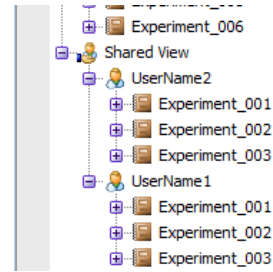 Experiment_006
Shared View
UserName2
Experiment_001
Experiment_002
Experiment_003
UserName1
Experiment_001
Experiment_002
Experiment_003